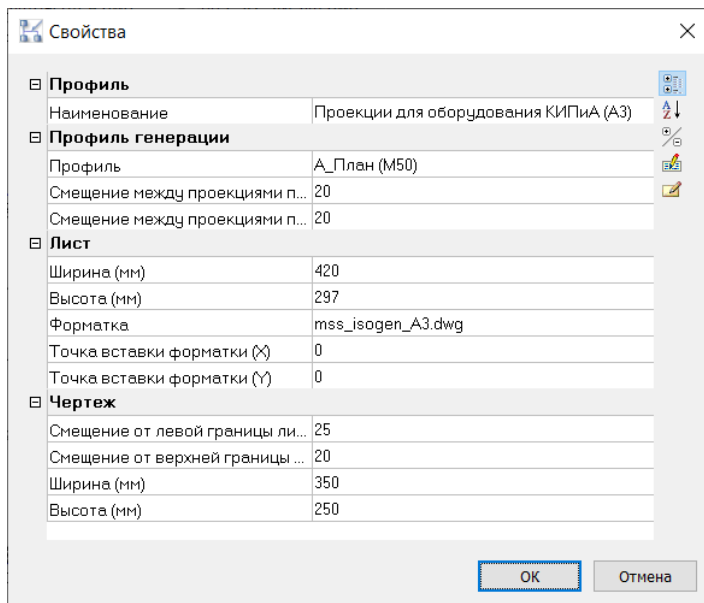 Свойства
Профиль
Наименование Проекции для оборудования КИПиА (А3)
Профиль генерации
Профиль А_План (М50)
Смещение между проекциями п... 20
Смещение между проекциями п... 20
Лист
Ширина (мм) 420
Высота (мм) 297
Форматка mss_isogen_A3.dwg
Точка вставки форматки (X) 0
Точка вставки форматки (Y) 0
Чертеж
Смещение от левой границы ли... 25
Смещение от верхней границы ... 20
Ширина (мм) 350
Высота (мм) 250
ОК Отмена